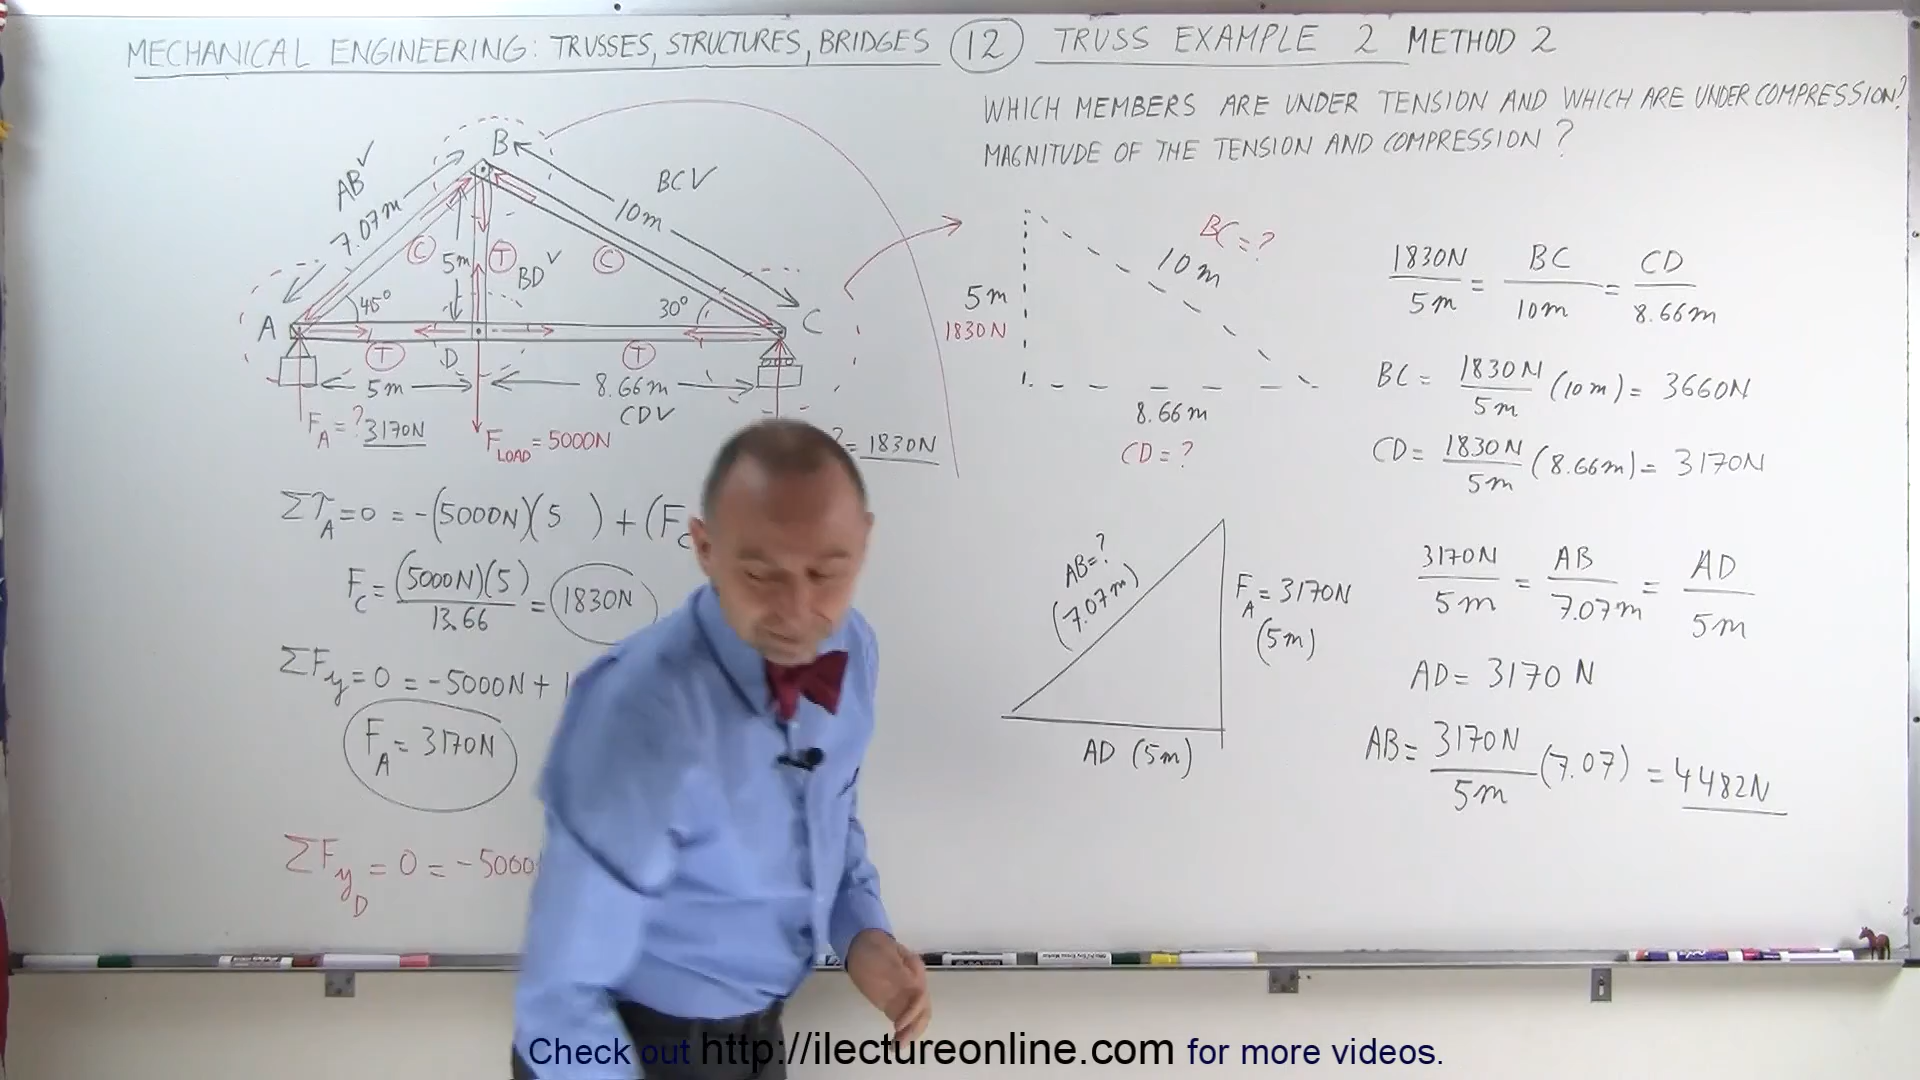 MECHANICAL ENGINEERING: TRUSSES, STRUCTURES, BRIDGES 12 TRUSS EXAMPLE 2 METHOD 2
WHICH MEMBERS ARE UNDER TENSION AND WHICH ARE UNDER COMPRESSION?
MAGNITUDE OF THE TENSION AND COMPRESSION?
AB✓
7.07m
B
BC✓
10m
C
5m
T
BD✓
C
A
45°
30°
C
T
D
T
5m
8.66m
CD✓
F_A = ? 3170N
F_LOAD = 5000N
? = 1830N
ΣT_A = 0 = -(5000N)(5 ) + (F_C
F_C = (5000N)(5) / 13.66 = 1830N
ΣF_y = 0 = -5000N + 1
F_A = 3170N
ΣF_yD = 0 = -5000
BC = ?
10m
5m
1830N
8.66m
CD = ?
1830N / 5m = BC / 10m = CD / 8.66m
BC = 1830N / 5m (10m) = 3660N
CD = 1830N / 5m (8.66m) = 3170N
AB = ?
(7.07m)
F_A = 3170N
(5m)
AD (5m)
3170N / 5m = AB / 7.07m = AD / 5m
AD = 3170 N
AB = 3170N / 5m (7.07) = 4482N
Check out http://ilectureonline.com for more videos.